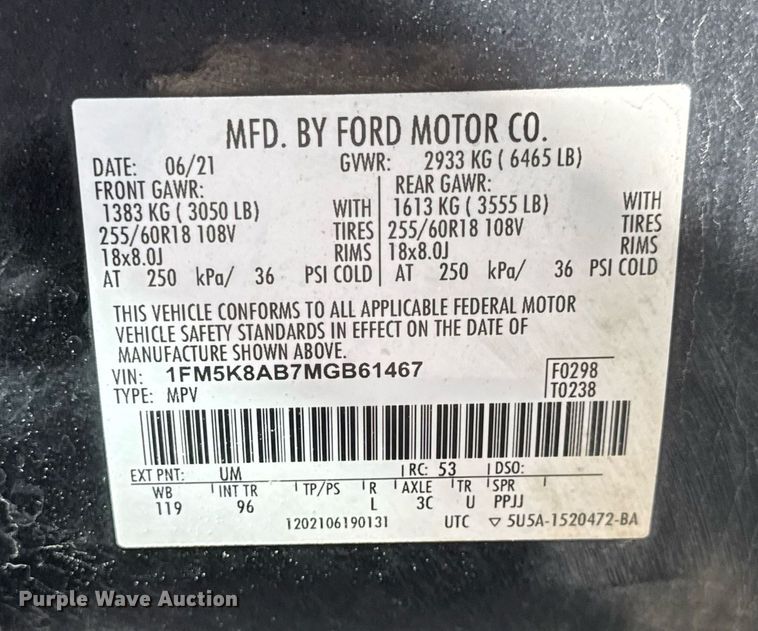 MFD. BY FORD MOTOR CO.
DATE: 06/21 GVWR: 2933 KG ( 6465 LB)
FRONT GAWR: REAR GAWR:
1383 KG ( 3050 LB) WITH 1613 KG ( 3555 LB) WITH
255/60R18 108V TIRES 255/60R18 108V TIRES
18x8.0J RIMS 18x8.0J RIMS
AT 250 kPa/ 36 PSI COLD AT 250 kPa/ 36 PSI COLD
THIS VEHICLE CONFORMS TO ALL APPLICABLE FEDERAL MOTOR
VEHICLE SAFETY STANDARDS IN EFFECT ON THE DATE OF
MANUFACTURE SHOWN ABOVE.
VIN: 1FM5K8AB7MGB61467 F0298
TYPE: MPV T0238
EXT PNT: UM RC: 53 DSO:
WB INT TR TP/PS R AXLE TR SPR
119 96 L 3C U PPJJ
1202106190131 UTC ▽ 5U5A-1520472-BA
Purple Wave Auction